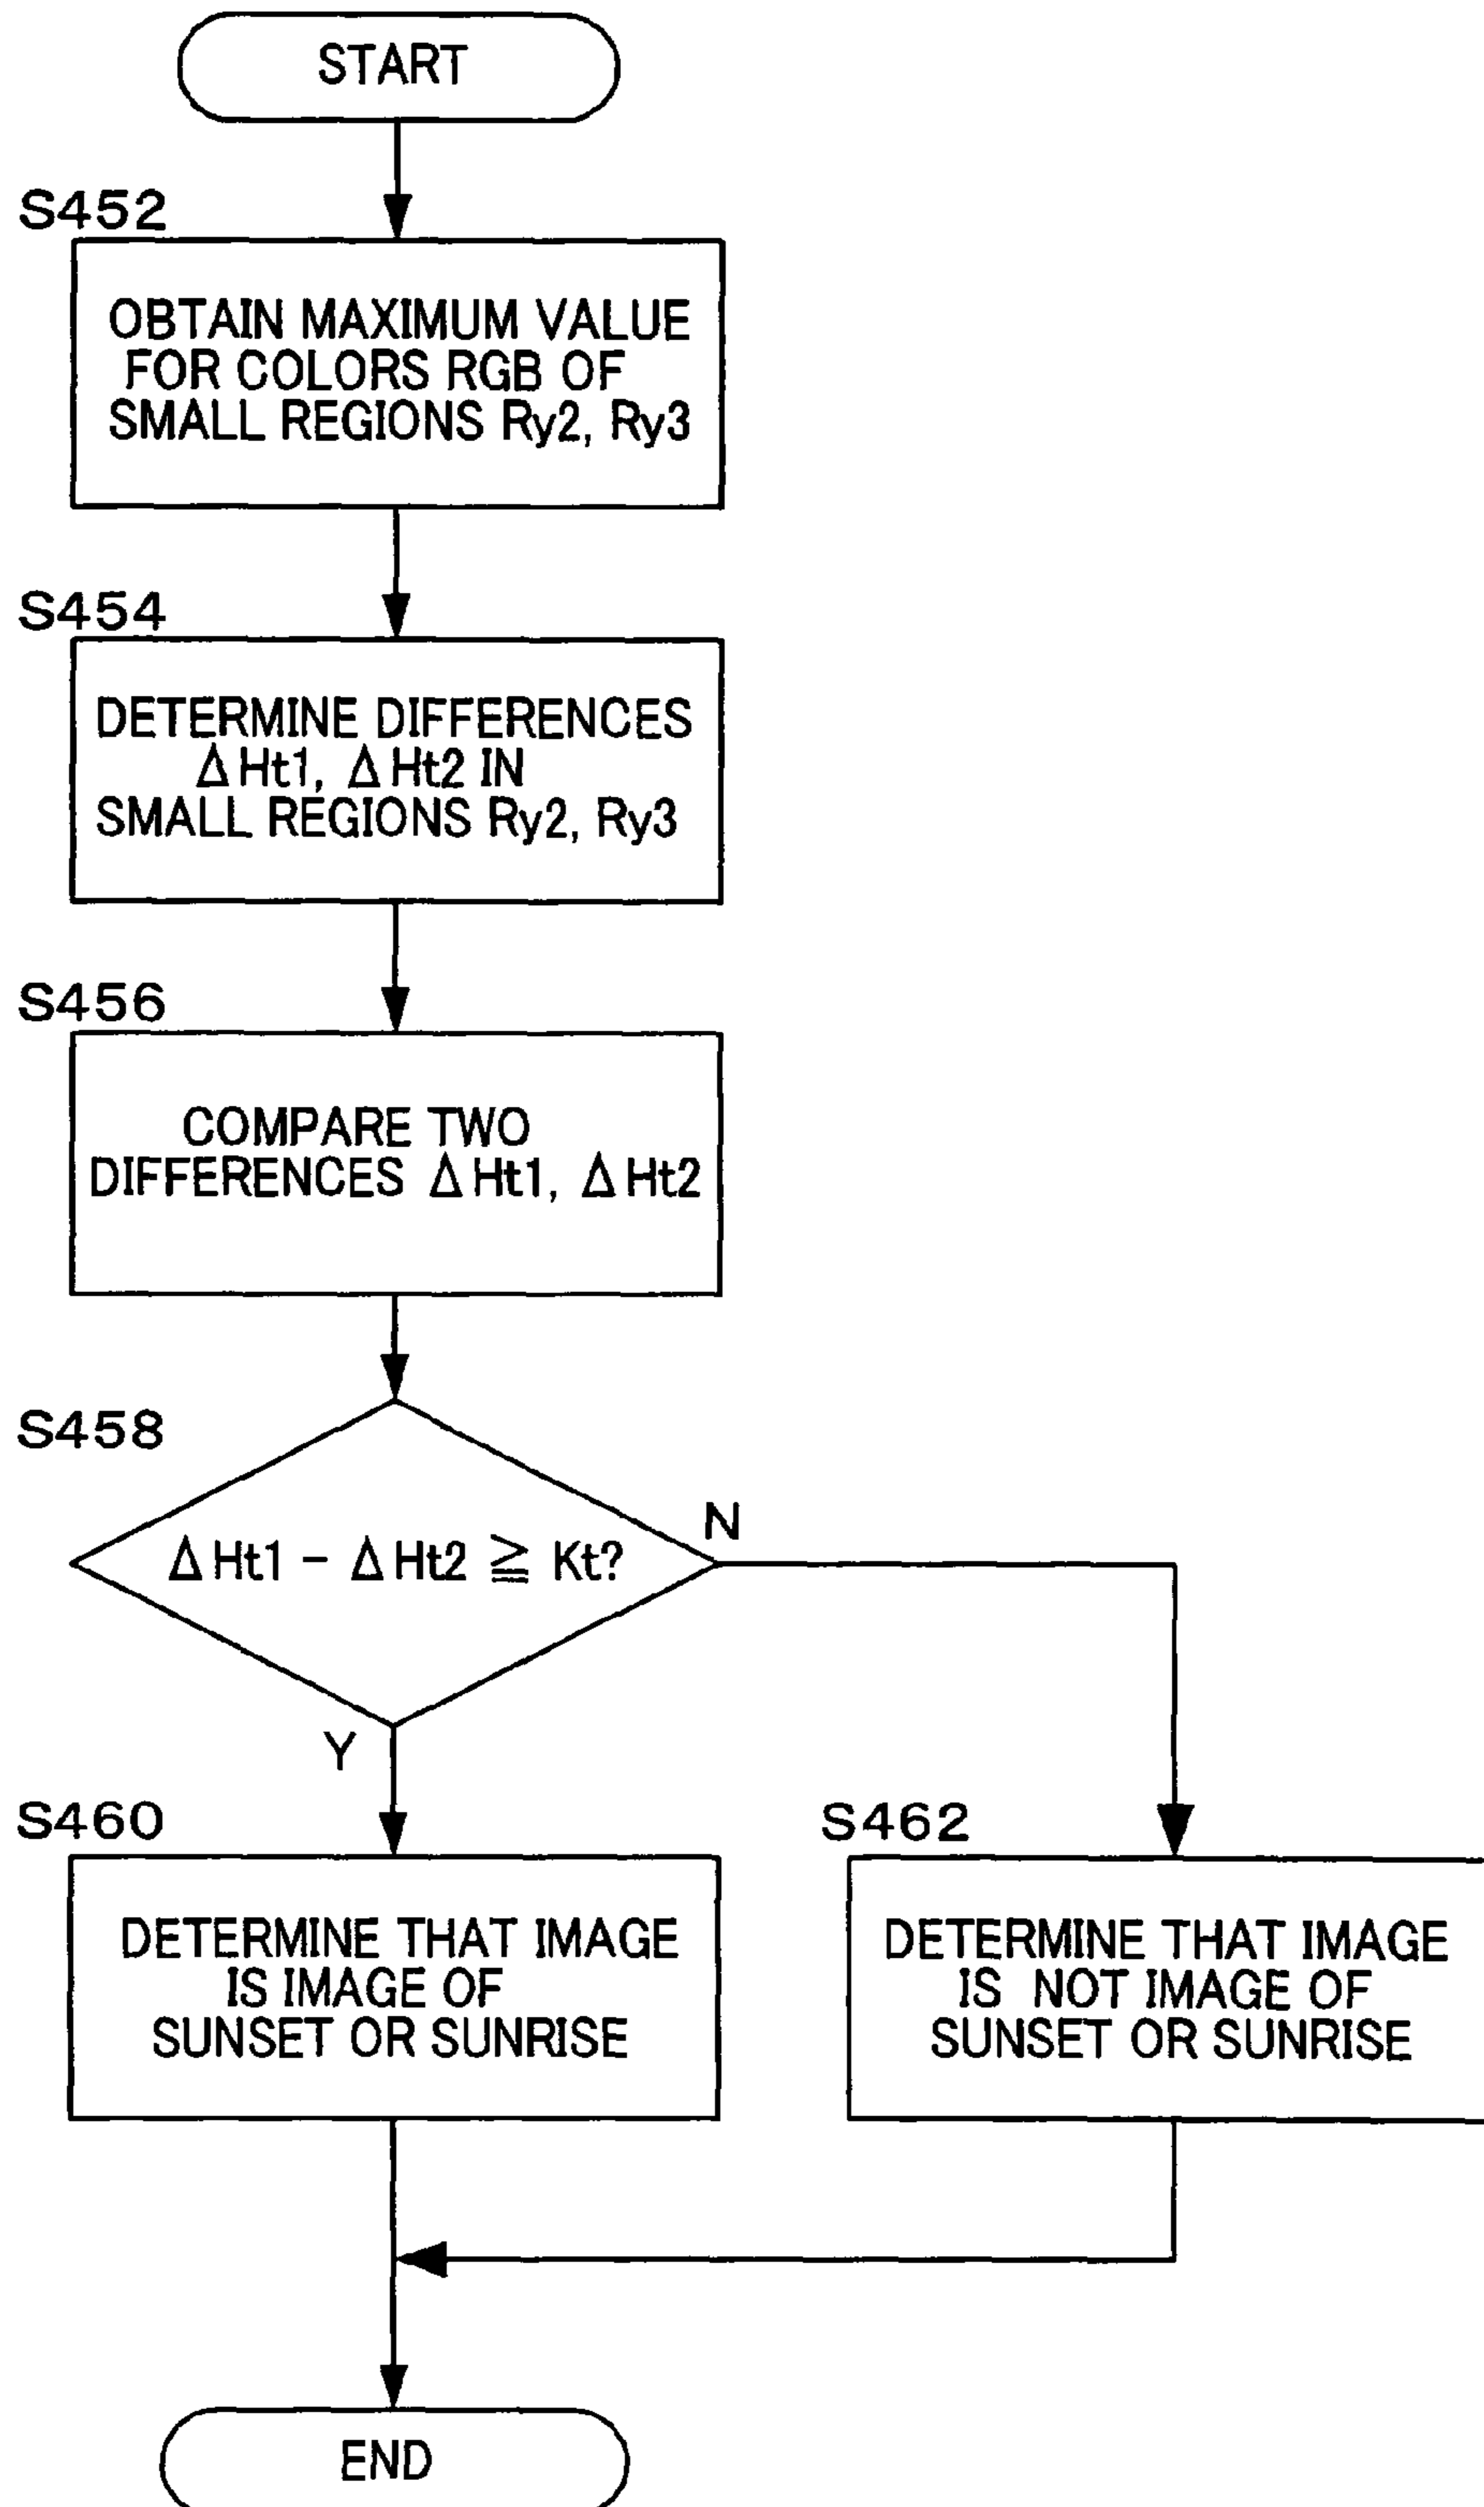 START
S452
OBTAIN MAXIMUM VALUE
FOR COLORS RGB OF
SMALL REGIONS Ry2, Ry3
S454
DETERMINE DIFFERENCES
ΔHt1, ΔHt2 IN
SMALL REGIONS Ry2, Ry3
S456
COMPARE TWO
DIFFERENCES ΔHt1, ΔHt2
S458
ΔHt1 - ΔHt2 ≧ Kt?
N
Y
S460
DETERMINE THAT IMAGE
IS IMAGE OF
SUNSET OR SUNRISE
S462
DETERMINE THAT IMAGE
IS NOT IMAGE OF
SUNSET OR SUNRISE
END